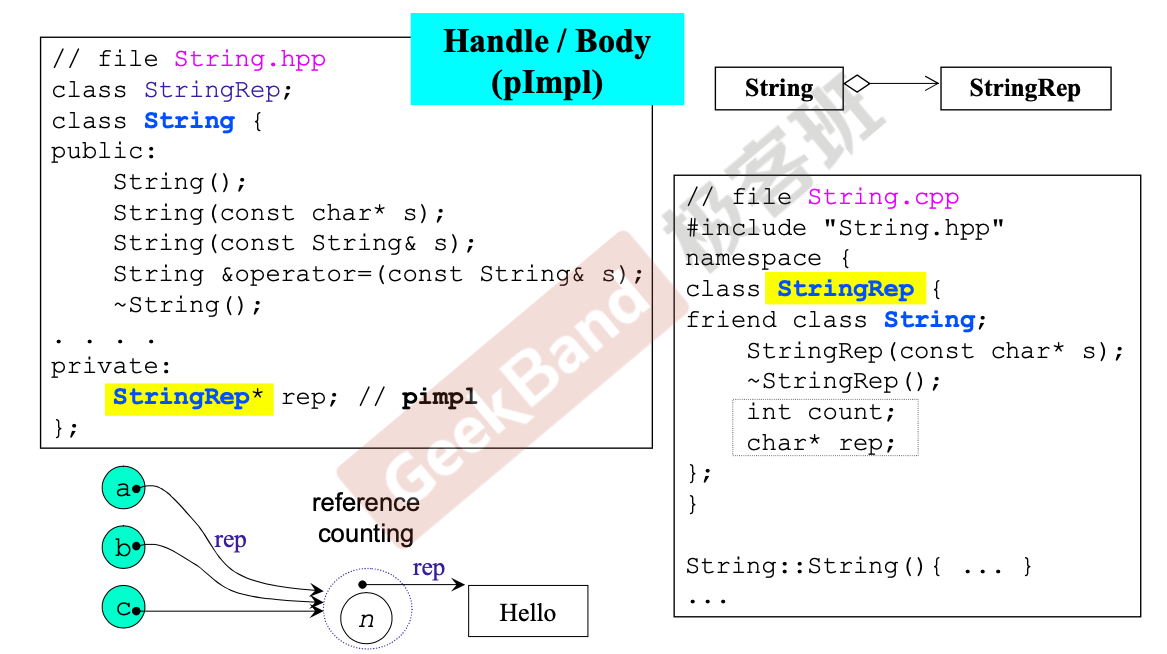 Handle / Body
(pImpl)
// file String.hpp
class StringRep;
class String {
public:
    String();
    String(const char* s);
    String(const String& s);
    String &operator=(const String& s);
    ~String();
. . . .
private:
    StringRep* rep; // pimpl
};
String
StringRep
// file String.cpp
#include "String.hpp"
namespace {
class StringRep {
friend class String;
    StringRep(const char* s);
    ~StringRep();
    int count;
    char* rep;
};
}
String::String(){ ... }
...
a
b
c
rep
reference
counting
n
rep
Hello
GeekBand
极客班